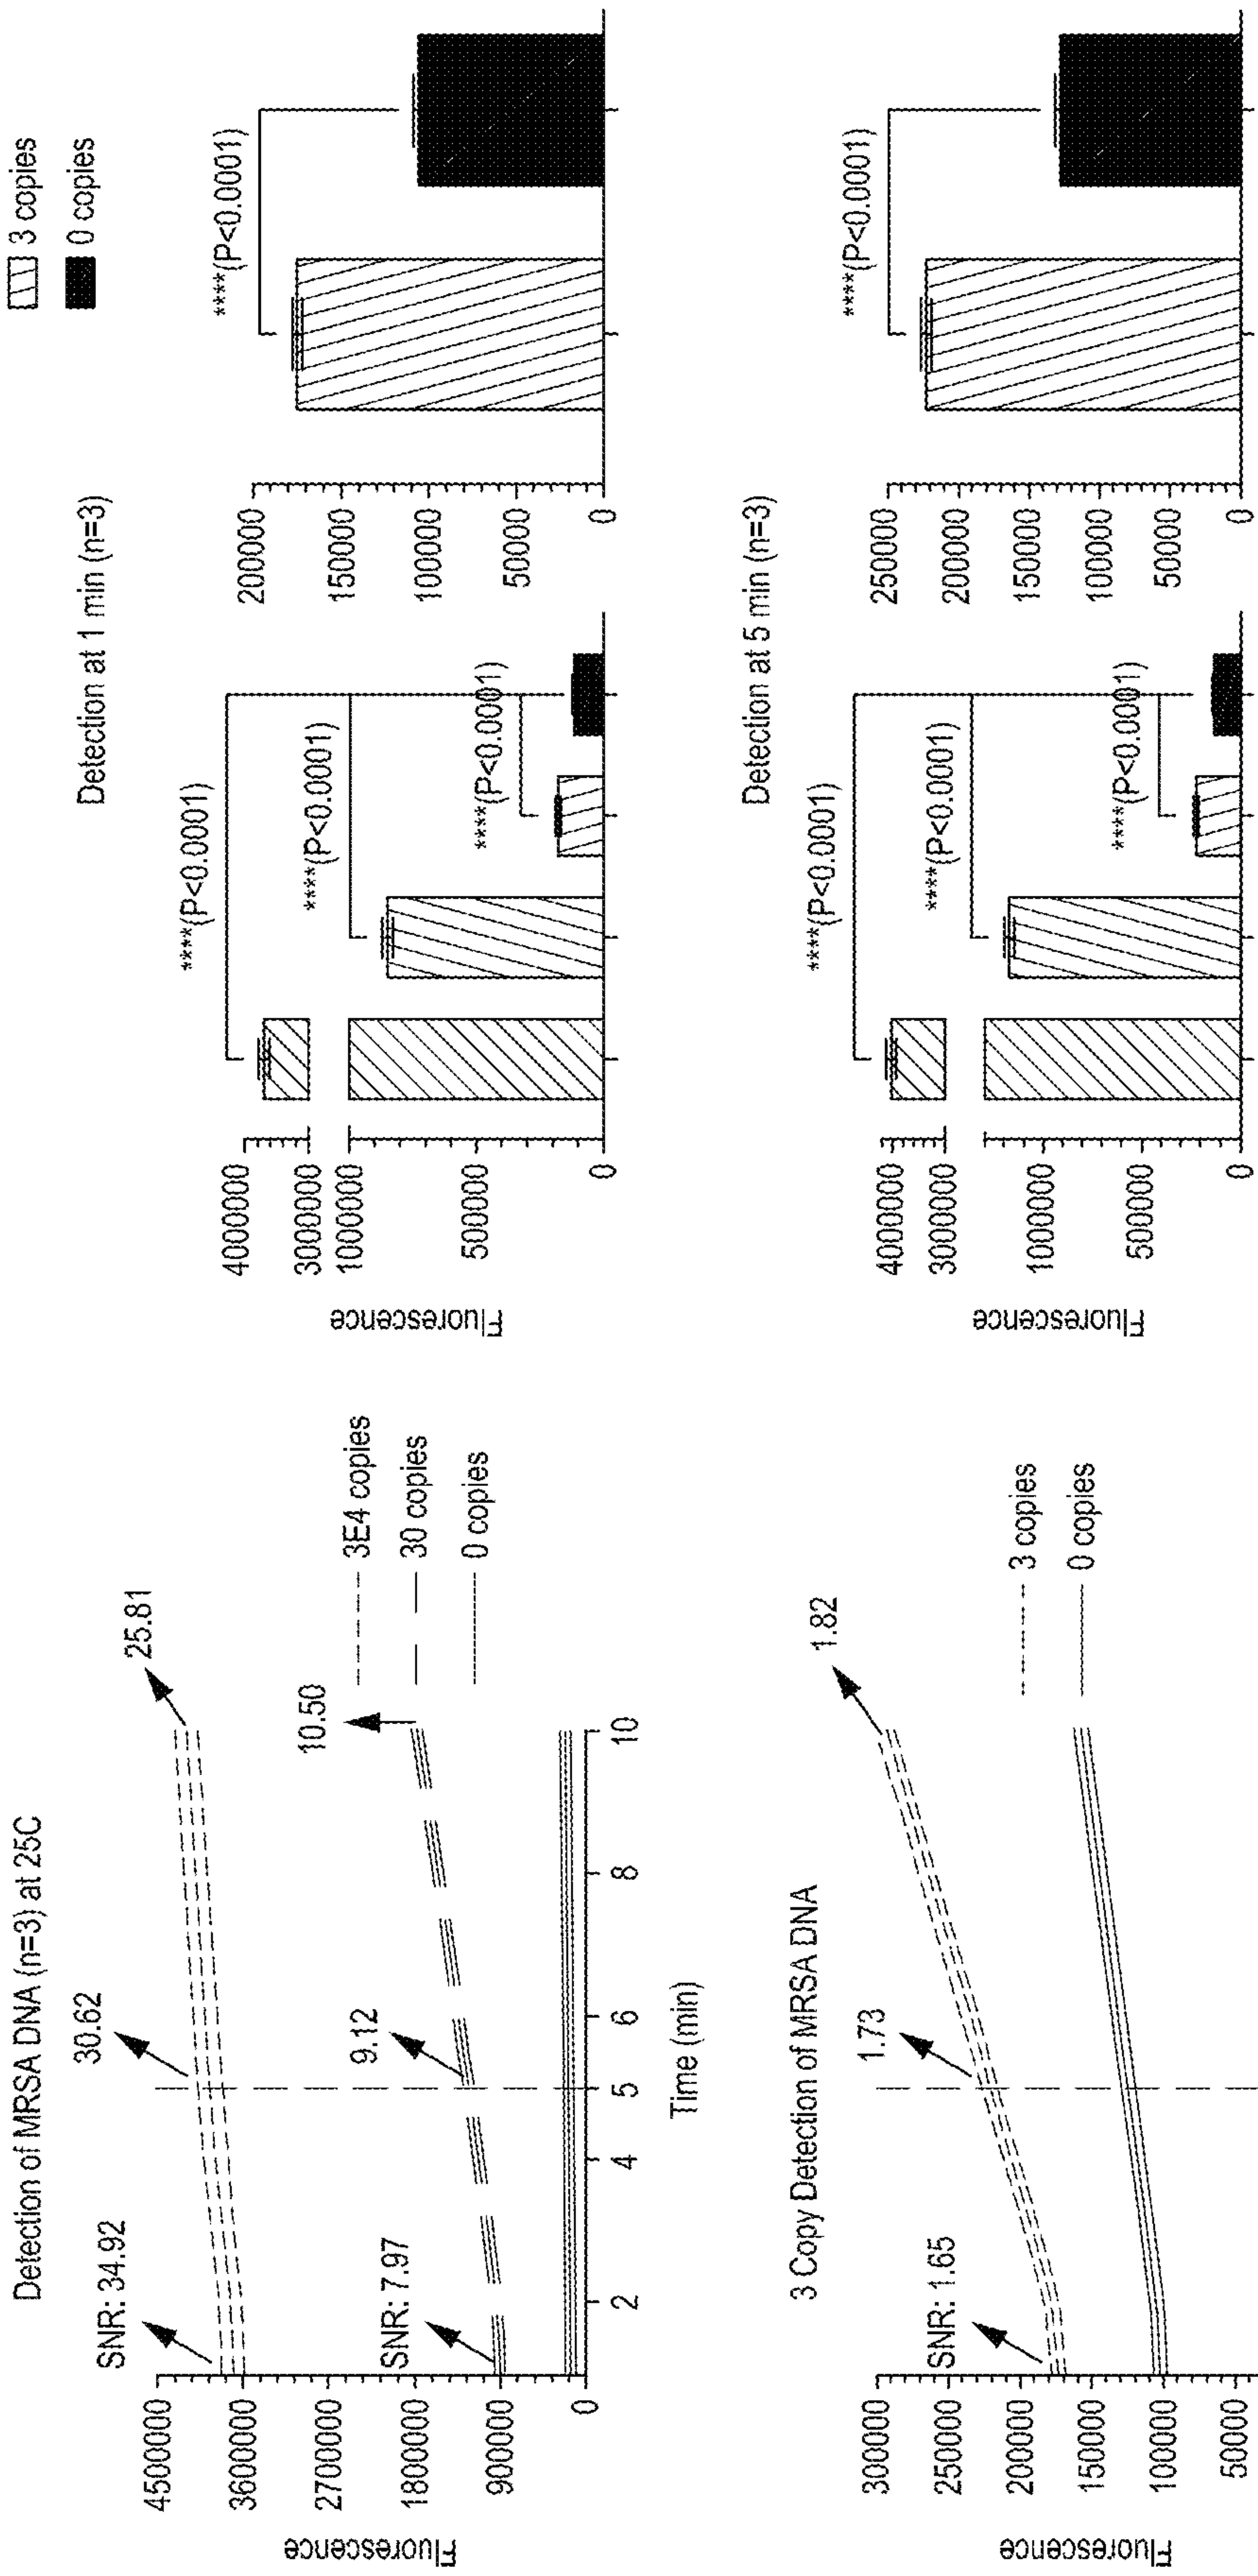 Detection of MRSA DNA (n=3) at 25C
Fluorescence
4500000
3600000
2700000
1800000
900000
0
SNR: 34.92
30.62
25.81
SNR: 7.97
9.12
10.50
2
4
5
6
8
10
Time (min)
3E4 copies
30 copies
0 copies
3 Copy Detection of MRSA DNA
Fluorescence
300000
250000
200000
150000
100000
50000
SNR: 1.65
1.73
1.82
3 copies
0 copies
3 copies
0 copies
Detection at 1 min (n=3)
Fluorescence
4000000
3000000
1000000
5000000
0
****(P<0.0001)
****(P<0.0001)
****(P<0.0001)
200000
150000
100000
50000
0
****(P<0.0001)
Detection at 5 min (n=3)
Fluorescence
4000000
3000000
1000000
500000
0
****(P<0.0001)
****(P<0.0001)
****(P<0.0001)
250000
200000
150000
100000
50000
0
****(P<0.0001)